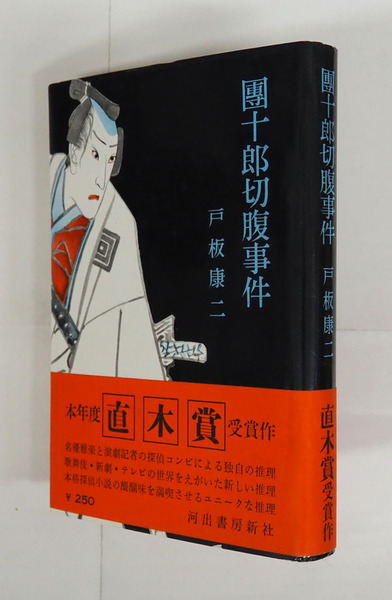 團十郎切腹事件
戸板康二
本年度
直木賞
受賞作
名優雅楽と演劇記者の探偵コンビによる独自の推理
歌舞伎・新劇・テレビの世界をえがいた新しい推理
本格探偵小説の醍醐味を満喫させるユニークな推理
¥250
河出書房新社
團十郎切腹事件
戸板康二
直木賞受賞作